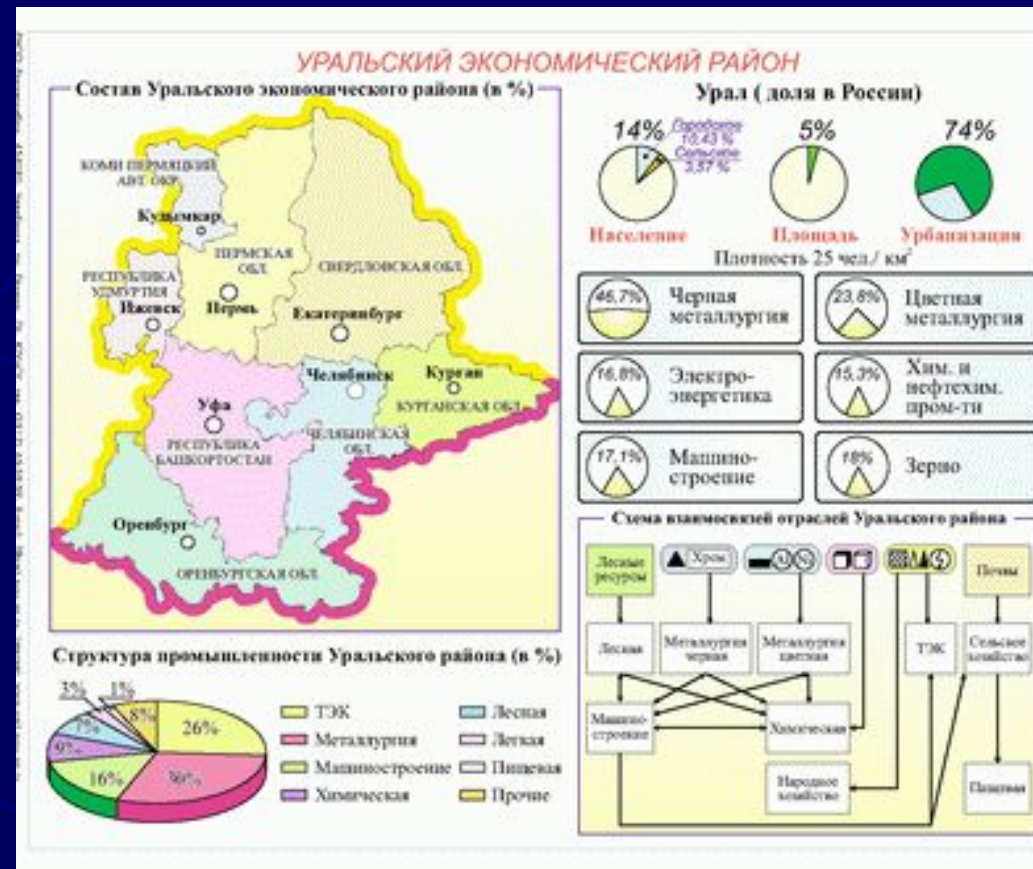 УРАЛЬСКИЙ ЭКОНОМИЧЕСКИЙ РАЙОН
Состав Уральского экономического района (в %)
КОМИ ПЕРМЯЦКИЙ
АВТ. ОКР.
Кудымкар
ПЕРМСКАЯ
ОБЛ.
СВЕРДЛОВСКАЯ ОБЛ.
РЕСПУБЛИКА
УДМУРТИЯ
Ижевск
Пермь
Екатеринбург
Челябинск
Курган
КУРГАНСКАЯ ОБЛ.
Уфа
РЕСПУБЛИКА
БАШКОРТОСТАН
ЧЕЛЯБИНСКАЯ
ОБЛ.
Оренбург
ОРЕНБУРГСКАЯ ОБЛ.
Урал ( доля в России)
14%
Городское
10,43 %
Сельское
3,57 %
5%
74%
Население
Площадь
Урбанизация
Плотность 25 чел./ км²
46,7%
Черная
металлургия
23,8%
Цветная
металлургия
16,8%
Электро-
энергетика
15,3%
Хим. и
нефтехим.
пром-ти
17,1%
Машино-
строение
18%
Зерно
Схема взаимосвязей отраслей Уральского района
Лесные
ресурсы
Хром
Почвы
Лесная
Металлургия
черная
Металлургия
цветная
ТЭК
Сельское
хозяйство
Машино-
строение
Химическая
Народное
хозяйство
Пищевая
Структура промышленности Уральского района (в %)
3%
1%
8%
7%
26%
9%
16%
30%
ТЭК
Металлургия
Машиностроение
Химическая
Лесная
Легкая
Пищевая
Прочие